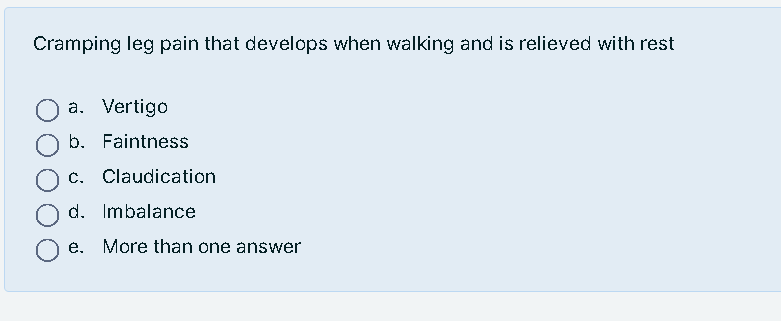 Cramping leg pain that develops when walking and is relieved with rest
a. Vertigo
b. Faintness
c. Claudication
d. Imbalance
e. More than one answer